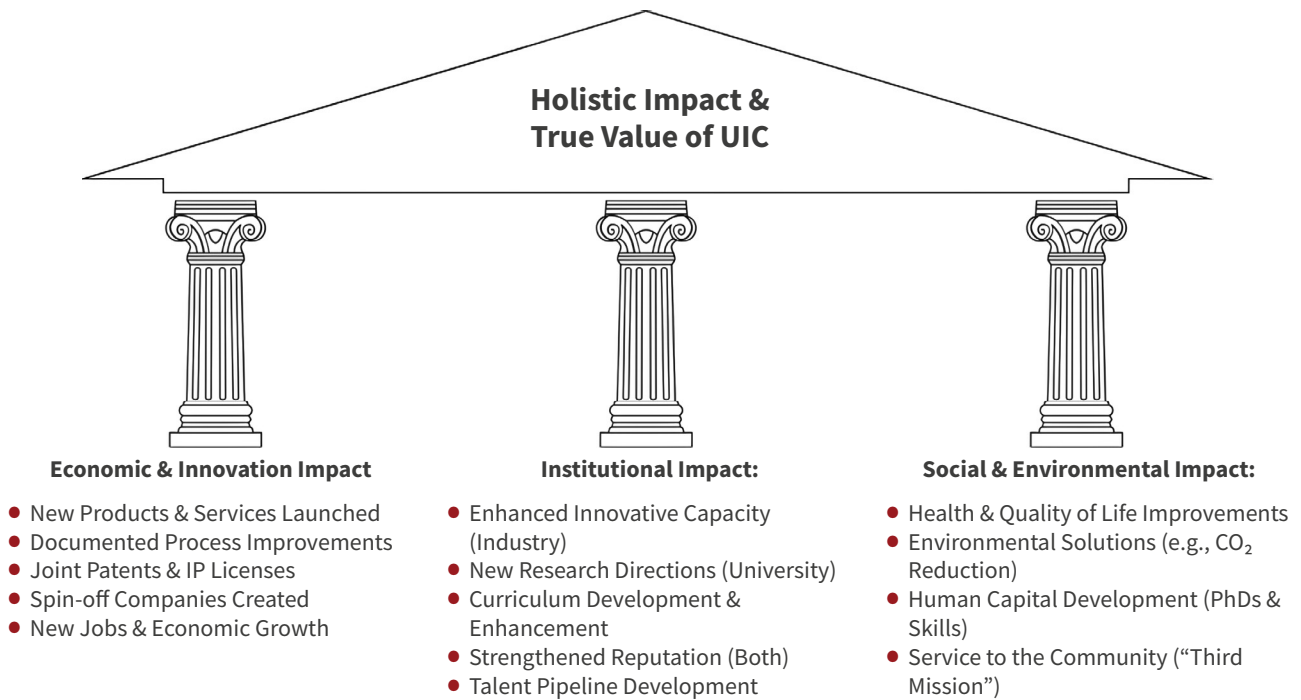 Holistic Impact &
True Value of UIC
Economic & Innovation Impact
● New Products & Services Launched
● Documented Process Improvements
● Joint Patents & IP Licenses
● Spin-off Companies Created
● New Jobs & Economic Growth
Institutional Impact:
● Enhanced Innovative Capacity
(Industry)
● New Research Directions (University)
● Curriculum Development &
Enhancement
● Strengthened Reputation (Both)
● Talent Pipeline Development
Social & Environmental Impact:
● Health & Quality of Life Improvements
● Environmental Solutions (e.g., CO₂
Reduction)
● Human Capital Development (PhDs &
Skills)
● Service to the Community (“Third
Mission”)